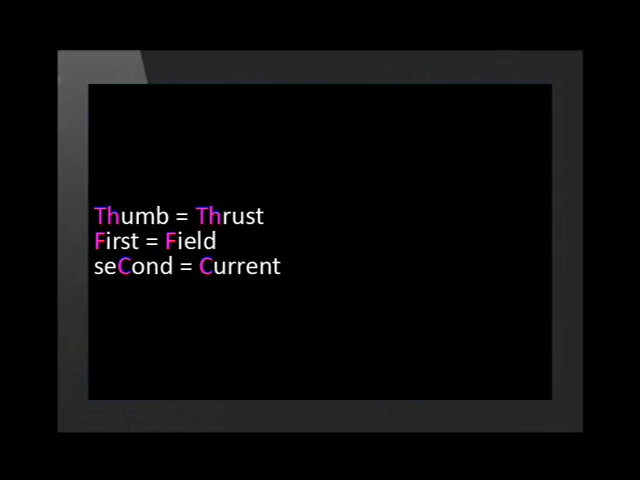 Thumb = Thrust
First = Field
seCond = Current